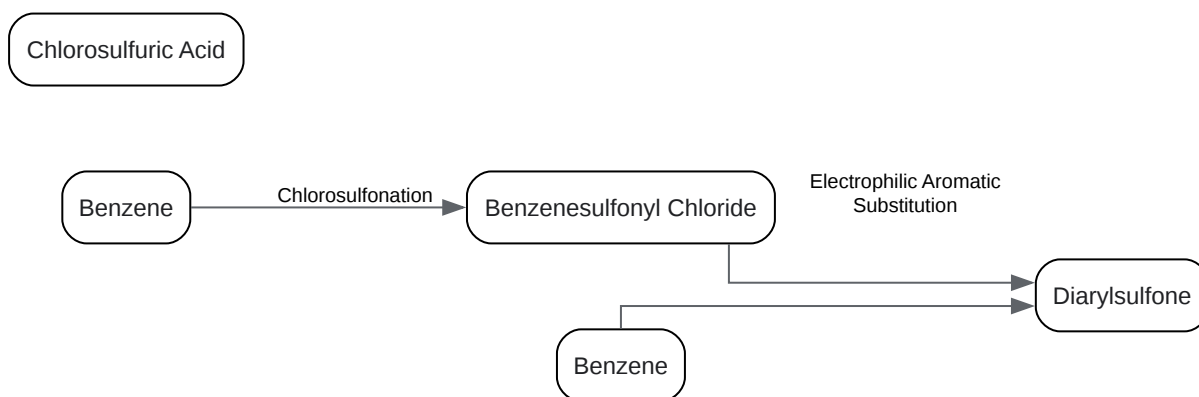 Chlorosulfuric Acid
Benzene
Chlorosulfonation
Benzenesulfonyl Chloride
Electrophilic Aromatic
Substitution
Diarylsulfone
Benzene